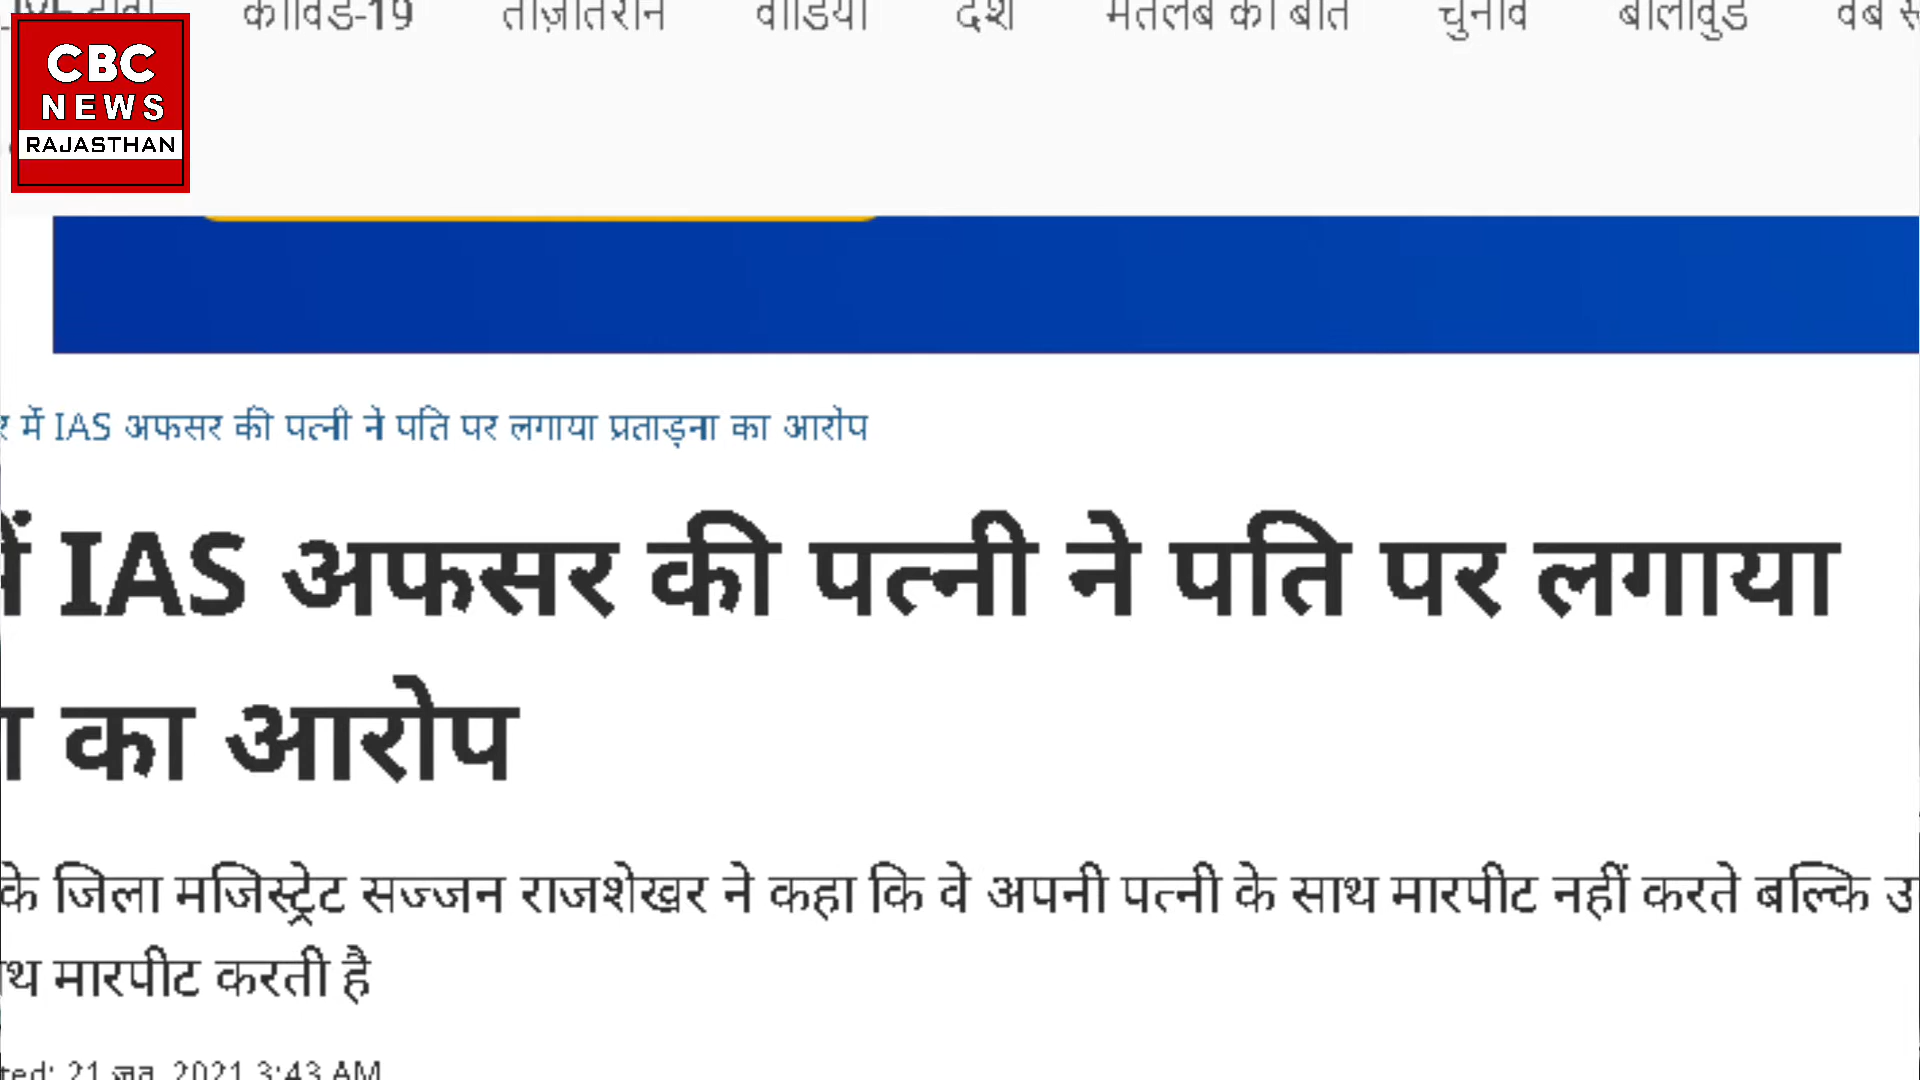 कोविड-19 ताज़ातरीन वीडियो देश मतलब की बात चुनाव बॉलीवुड वेब
CBC
NEWS
RAJASTHAN
में IAS अफसर की पत्नी ने पति पर लगाया प्रताड़ना का आरोप
में IAS अफसर की पत्नी ने पति पर लगाया
का आरोप
के जिला मजिस्ट्रेट सज्जन राजशेखर ने कहा कि वे अपनी पत्नी के साथ मारपीट नहीं करते बल्कि
मारपीट करती है
21 2021 3:43 AM